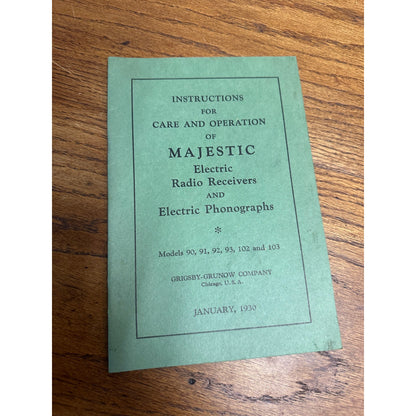 INSTRUCTIONS
FOR
CARE AND OPERATION
OF
MAJESTIC
Electric
Radio Receivers
AND
Electric Phonographs
*
Models 90, 91, 92, 93, 102 and 103
GRIGSBY-GRUNOW COMPANY
Chicago, U. S. A.
JANUARY, 1930